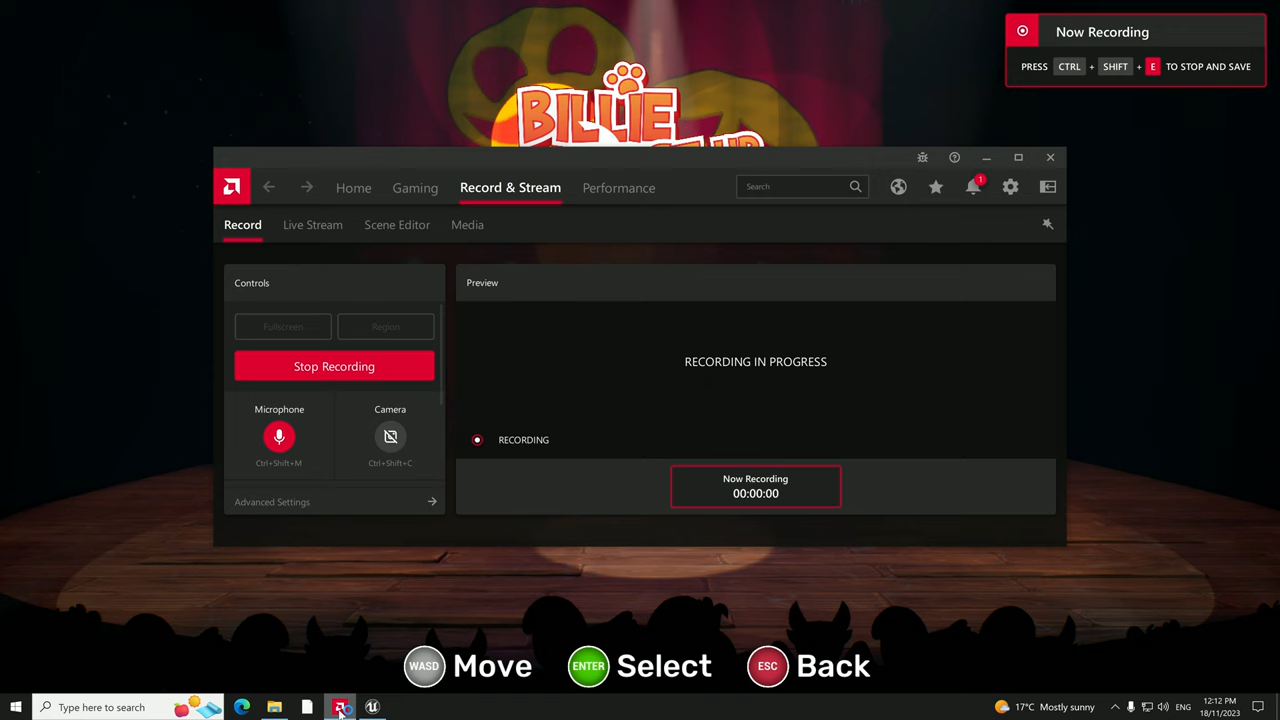 Now Recording
PRESS CTRL + SHIFT + E TO STOP AND SAVE
BILLIE
Home Gaming Record & Stream Performance Search 1
Record Live Stream Scene Editor Media
Controls
Preview
Fullscreen Region
Stop Recording
RECORDING IN PROGRESS
Microphone Camera
RECORDING
Ctrl+Shift+M Ctrl+Shift+C
Now Recording
00:00:00
Advanced Settings
WASD Move ENTER Select ESC Back
Type here to search
17°C Mostly sunny
ENG
12:12 PM
18/11/2023